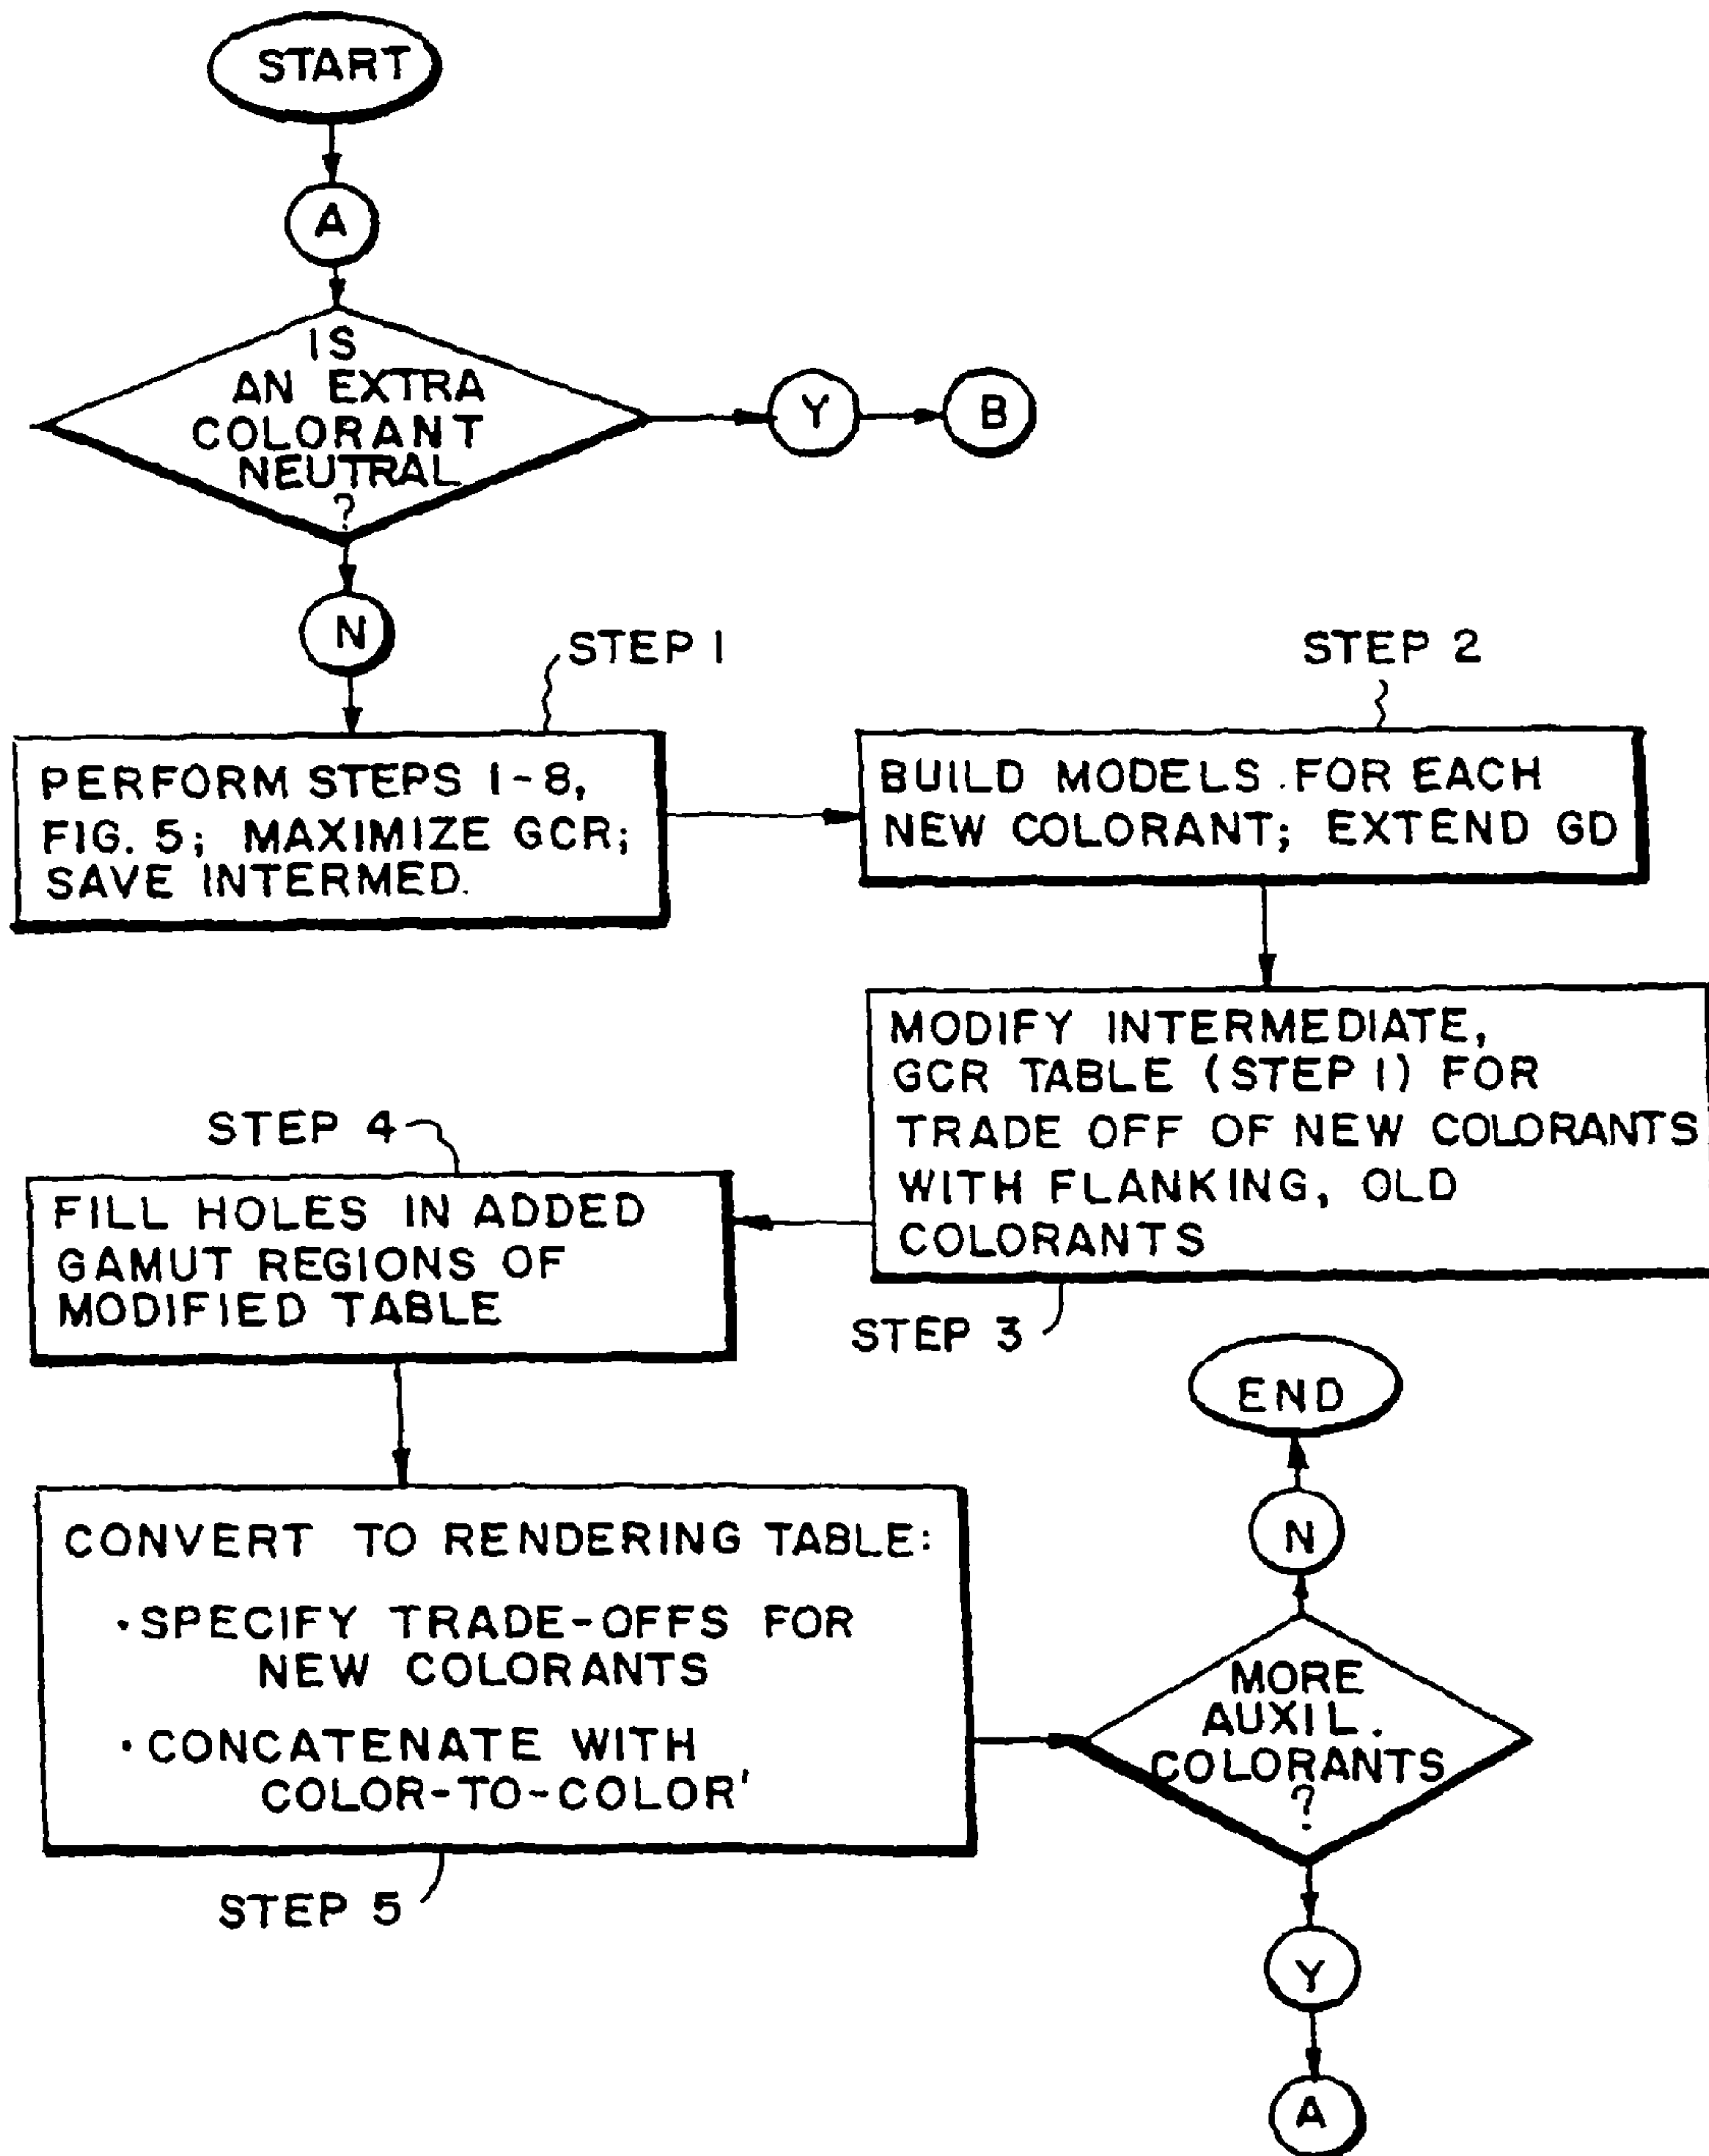 START
A
IS
AN EXTRA
COLORANT
NEUTRAL
?
Y
B
N
STEP 1
PERFORM STEPS 1-8,
FIG. 5; MAXIMIZE GCR;
SAVE INTERMED.
STEP 2
BUILD MODELS FOR EACH
NEW COLORANT; EXTEND GD
MODIFY INTERMEDIATE,
GCR TABLE (STEP 1) FOR
TRADE OFF OF NEW COLORANTS
WITH FLANKING, OLD
COLORANTS
STEP 3
STEP 4
FILL HOLES IN ADDED
GAMUT REGIONS OF
MODIFIED TABLE
CONVERT TO RENDERING TABLE:
• SPECIFY TRADE-OFFS FOR
NEW COLORANTS
• CONCATENATE WITH
COLOR-TO-COLOR'
STEP 5
END
N
MORE
AUXIL.
COLORANTS
?
Y
A